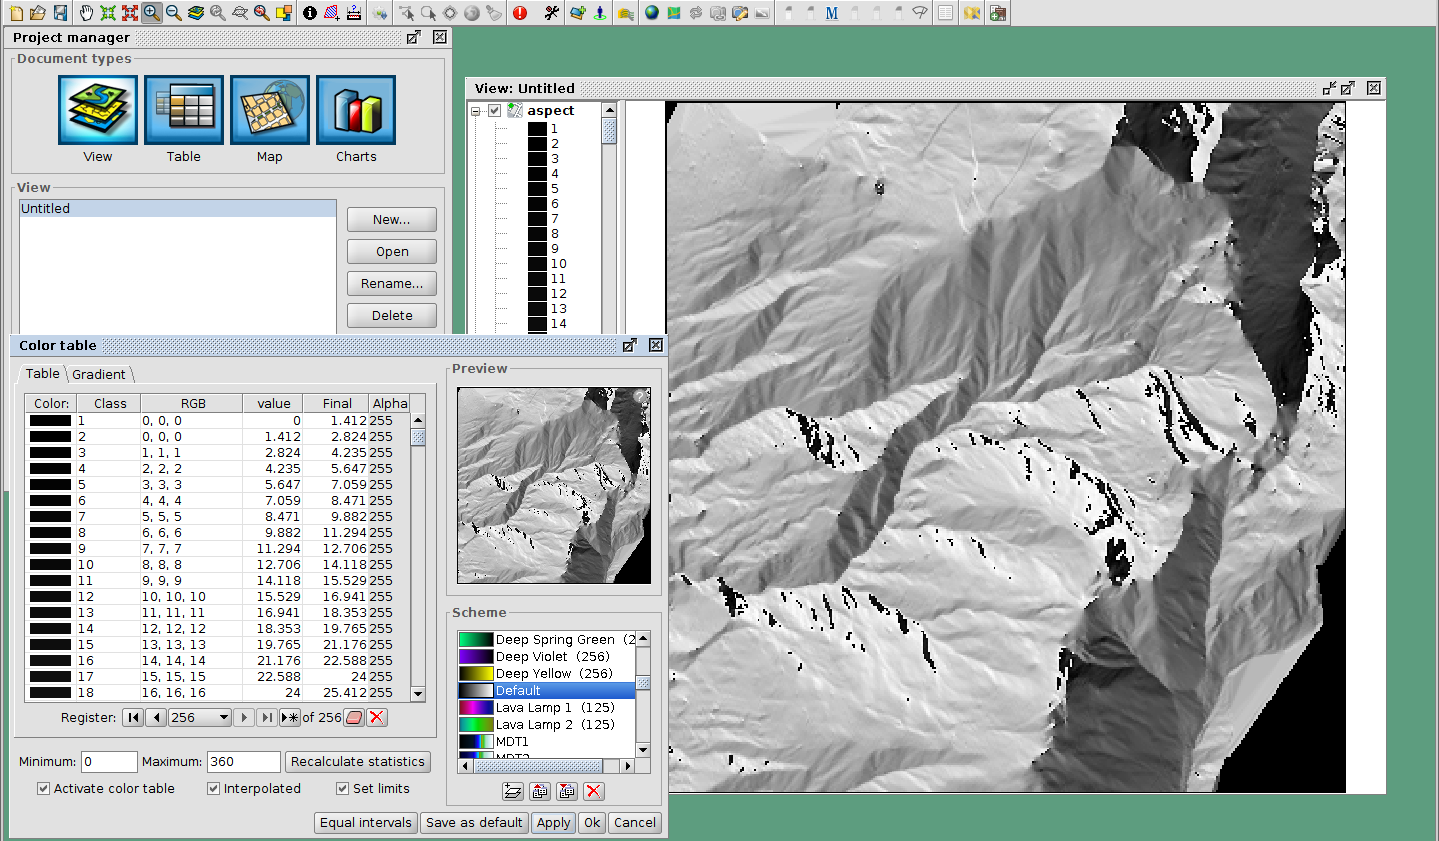 M
Project manager
Document types
View
Table
Map
Charts
View
Untitled
New...
Open
Rename...
Delete
View: Untitled
aspect
1
2
3
4
5
6
7
8
9
10
11
12
13
14
Color table
Table
Gradient
Color: Class RGB value Final Alpha
1 0, 0, 0 0 1.412 255
2 0, 0, 0 1.412 2.824 255
3 1, 1, 1 2.824 4.235 255
4 2, 2, 2 4.235 5.647 255
5 3, 3, 3 5.647 7.059 255
6 4, 4, 4 7.059 8.471 255
7 5, 5, 5 8.471 9.882 255
8 6, 6, 6 9.882 11.294 255
9 7, 7, 7 11.294 12.706 255
10 8, 8, 8 12.706 14.118 255
11 9, 9, 9 14.118 15.529 255
12 10, 10, 10 15.529 16.941 255
13 11, 11, 11 16.941 18.353 255
14 12, 12, 12 18.353 19.765 255
15 13, 13, 13 19.765 21.176 255
16 14, 14, 14 21.176 22.588 255
17 15, 15, 15 22.588 24 255
18 16, 16, 16 24 25.412 255
Register: 256 of 256
Minimum: 0 Maximum: 360 Recalculate statistics
Activate color table Interpolated Set limits
Preview
Scheme
Deep Spring Green (2
Deep Violet (256)
Deep Yellow (256)
Default
Lava Lamp 1 (125)
Lava Lamp 2 (125)
MDT1
MDT2
Equal intervals Save as default Apply Ok Cancel